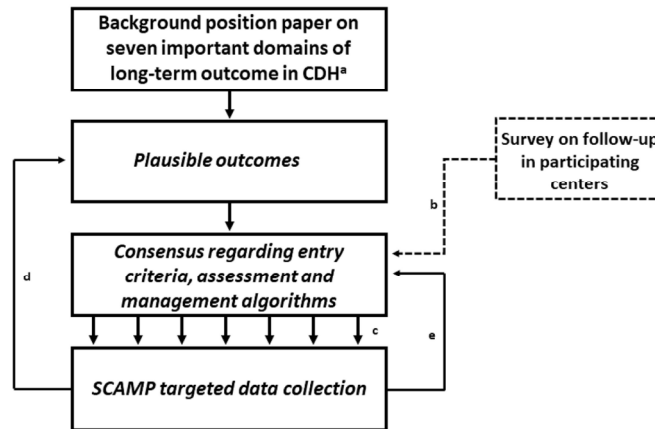 Background position paper on
seven important domains of
long-term outcome in CDHᵃ
Plausible outcomes
Survey on follow-up
in participating
centers
b
Consensus regarding entry
criteria, assessment and
management algorithms
d
c
e
SCAMP targeted data collection